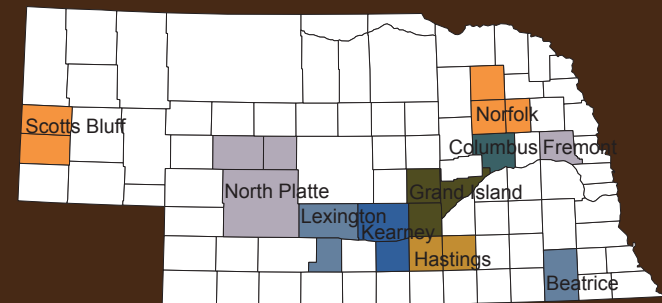 Norfolk
Scotts Bluff
Columbus
Fremont
North Platte
Grand Island
Lexington
Kearney
Hastings
Beatrice